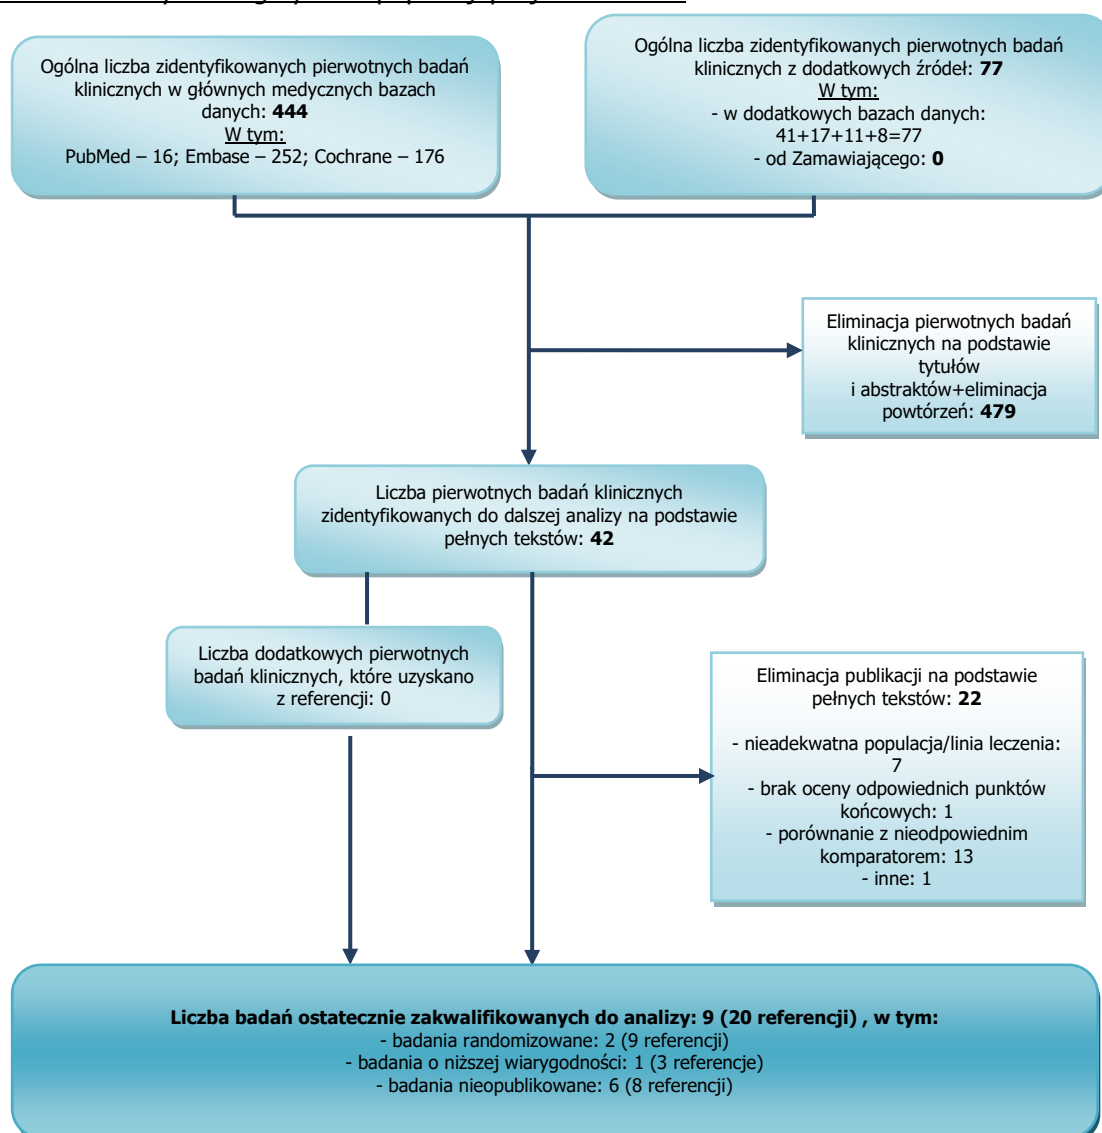 Ogólna liczba zidentyfikowanych pierwotnych badań
klinicznych w głównych medycznych bazach
danych: 444
W tym:
PubMed – 16; Embase – 252; Cochrane – 176
Ogólna liczba zidentyfikowanych pierwotnych badań
klinicznych z dodatkowych źródeł: 77
W tym:
- w dodatkowych bazach danych:
41+17+11+8=77
- od Zamawiającego: 0
Eliminacja pierwotnych badań
klinicznych na podstawie
tytułów
i abstraktów+eliminacja
powtórzeń: 479
Liczba pierwotnych badań klinicznych
zidentyfikowanych do dalszej analizy na podstawie
pełnych tekstów: 42
Liczba dodatkowych pierwotnych
badań klinicznych, które uzyskano
z referencji: 0
Eliminacja publikacji na podstawie
pełnych tekstów: 22
- nieadekwatna populacja/linia leczenia:
7
- brak oceny odpowiednich punktów
końcowych: 1
- porównanie z nieodpowiednim
komparatorem: 13
- inne: 1
Liczba badań ostatecznie zakwalifikowanych do analizy: 9 (20 referencji) , w tym:
- badania randomizowane: 2 (9 referencji)
- badania o niższej wiarygodności: 1 (3 referencje)
- badania nieopublikowane: 6 (8 referencji)